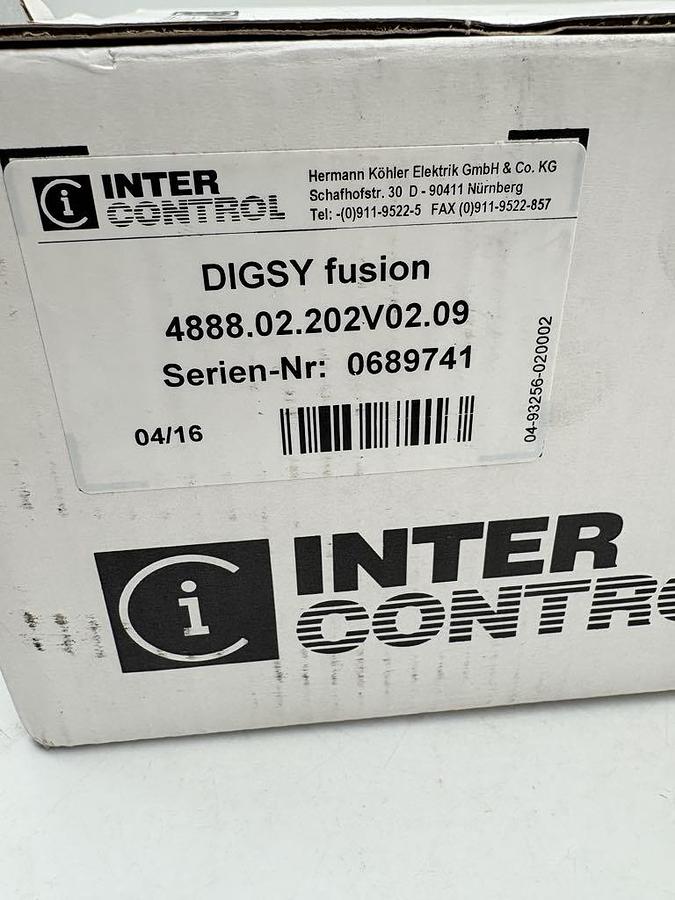 INTER
CONTROL
Hermann Köhler Elektrik GmbH & Co. KG
Schafhofstr. 30 D - 90411 Nürnberg
Tel: -(0)911-9522-5 FAX (0)911-9522-857
DIGSY fusion
4888.02.202V02.09
Serien-Nr: 0689741
04/16
04-93256-020002
i
INTER
CONTRO